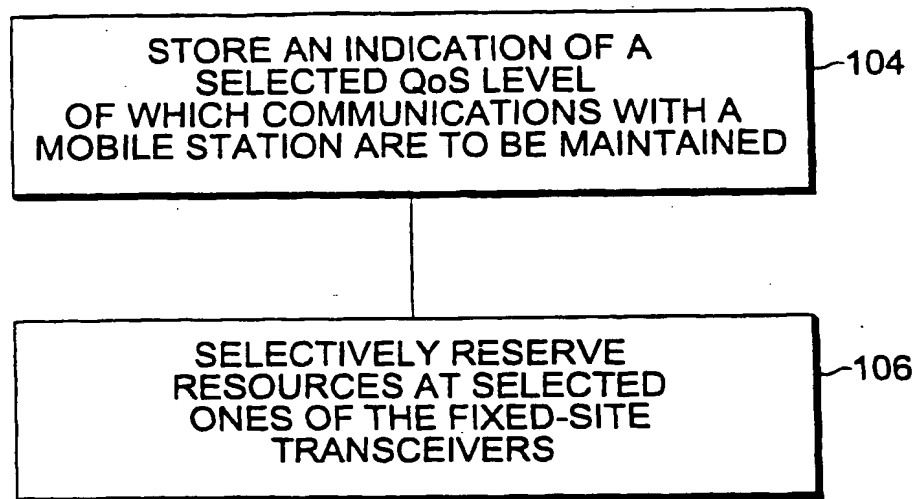 STORE AN INDICATION OF A
SELECTED QoS LEVEL
OF WHICH COMMUNICATIONS WITH A
MOBILE STATION ARE TO BE MAINTAINED
104
SELECTIVELY RESERVE
RESOURCES AT SELECTED
ONES OF THE FIXED-SITE
TRANSCEIVERS
106